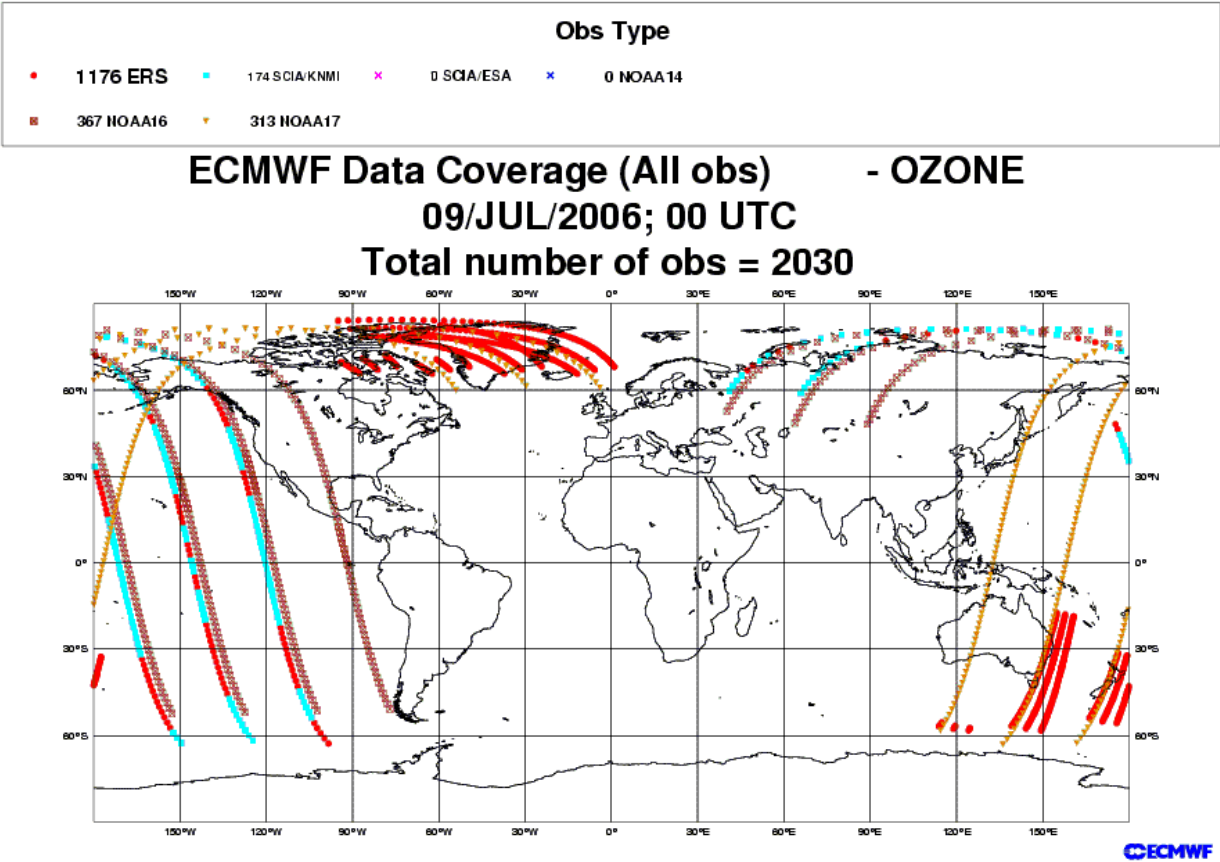 Obs Type
1176 ERS 174 SCIA/KNMI 0 SCIA/ESA 0 NOAA14
367 NOAA16 313 NOAA17
ECMWF Data Coverage (All obs) - OZONE
09/JUL/2006; 00 UTC
Total number of obs = 2030
150°W 120°W 90°W 60°W 30°W 0° 30°E 60°E 90°E 120°E 150°E
60°N 60°N
30°N 30°N
0° 0°
30°S 30°S
60°S 60°S
150°W 120°W 90°W 60°W 30°W 0° 30°E 60°E 90°E 120°E 150°E
ECMWF